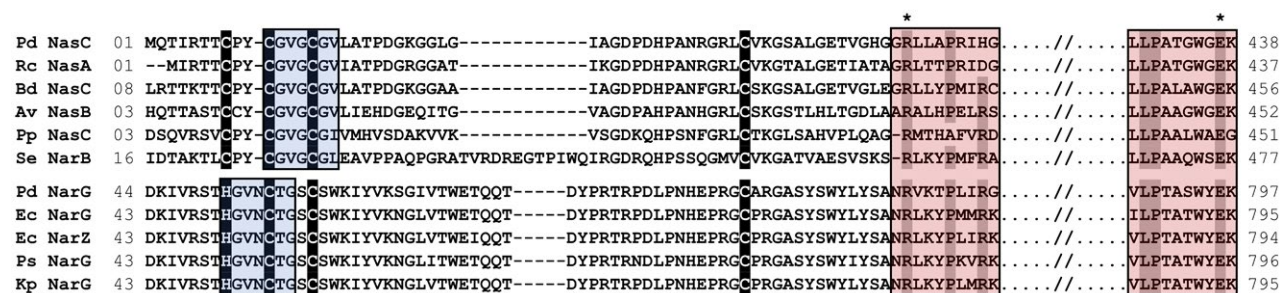 * *
Pd NasC 01 MQTIRTTCPY-CGVGCGVLATPDGKGGLG--------------IAGDPDHPANRGRLCVKGSALGETVGHGGRLLAPRIHG.....//.....LLPATGWGEK 438
Rc NasA 01 --MIRTTCPY-CGVGCGVIATPDGRGGAT--------------IKGDPDHPANFGRLCVKGTALGETIATAGRLTTPRIDG.....//.....LLPATGWGEK 437
Bd NasC 08 LRTTKTTCPY-CGVGCGVLATPDGKGGAA--------------IAGDPDHPANFGRLCSKGSALGETVGLEGRLLYPMIRC.....//.....LLPALAWGEK 456
Av NasB 03 HQTTASTCCY-CGVGCGVLIEHDGEQITG--------------VAGDPAHPANHGRLCSKGSTLHLTGDLAARALHPELRS.....//.....LLPAAGWGEK 452
Pp NasC 03 DSQVRSVCPY-CGVGCGIVMHVSDAKVVK--------------VSGDKQHPSNFGRLCTKGLSAHVPLQAG-RMTHAFVRD.....//.....LLPAALWAEG 451
Se NarB 16 IDTAKTLCPY-CGVGCGLEAVPPAQPGRATVRDREGTPIWQIRGDRQHPSSQGMVCVKGATVAESVSKS-RLKYPMFRA.....//.....LLPAAQWSEK 477
Pd NarG 44 DKIVRSTHGVNCTGSCSWKIYVKSGIVTWETQQT------DYPRTRPDLPNHEPRGCARGASYSWYLYSANRVKTPLIRG.....//.....VLPTASWYEK 797
Ec NarG 43 DKIVRSTHGVNCTGSCSWKIYVKNGLVTWETQQT------DYPRTRPDLPNHEPRGCPRGASYSWYLYSANRLKYPMMRK.....//.....ILPTATWYEK 795
Ec NarZ 43 DKIVRSTHGVNCTGSCSWKIYVKNGLVTWEIQQT------DYPRTRPDLPNHEPRGCPRGASYSWYLYSANRLKYPLIRK.....//.....VLPTATWYEK 794
Ps NarG 43 DKIVRSTHGVNCTGSCSWKIYVKNGLITWETQQT------DYPRTRNDLPNHEPRGCPRGASYSWYIYSANRLKYPKVRK.....//.....VLPTATWYEK 796
Kp NarG 43 DKIVRSTHGVNCTGSCSWKIYVKNGLVTWETQQT------DYPRTRPDLPNHEPRGCPRGASYSWYLYSANRLKYPLMRK.....//.....VLPTATWYEK 795